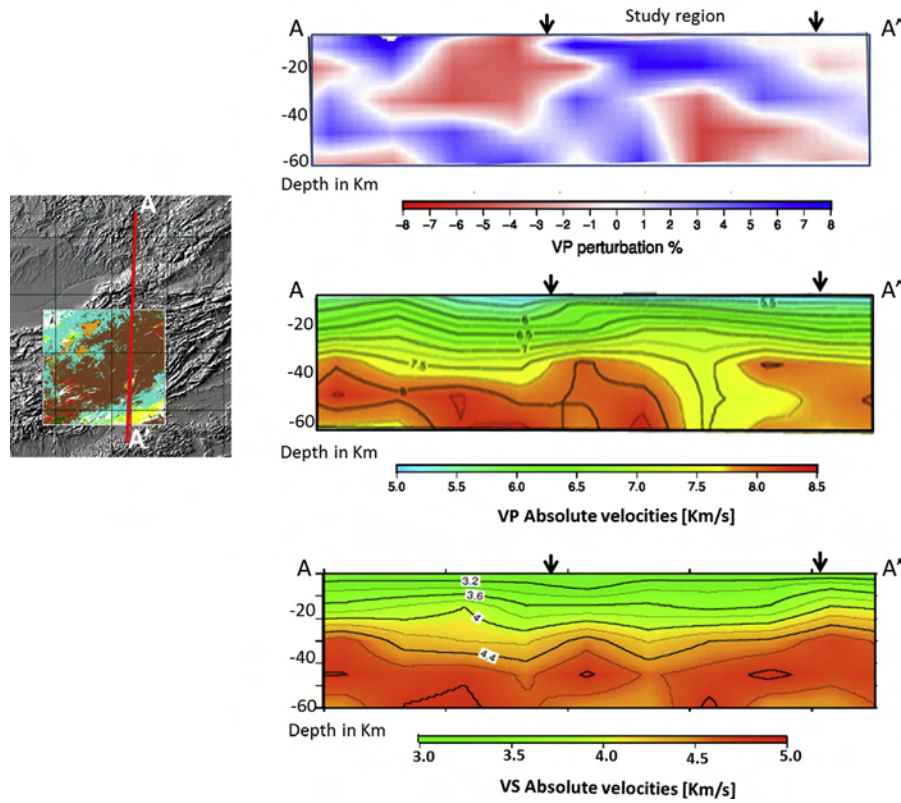 A Study region A’
-20
-40
-60
Depth in Km
-8 -7 -6 -5 -4 -3 -2 -1 0 1 2 3 4 5 6 7 8
VP perturbation %
A
A’
A A’
5.5
6
6.5
7
7.5
8
-20
-40
-60
Depth in Km
5.0 5.5 6.0 6.5 7.0 7.5 8.0 8.5
VP Absolute velocities [Km/s]
A A’
3.2
3.6
4
4.4
-20
-40
-60
Depth in Km
3.0 3.5 4.0 4.5 5.0
VS Absolute velocities [Km/s]